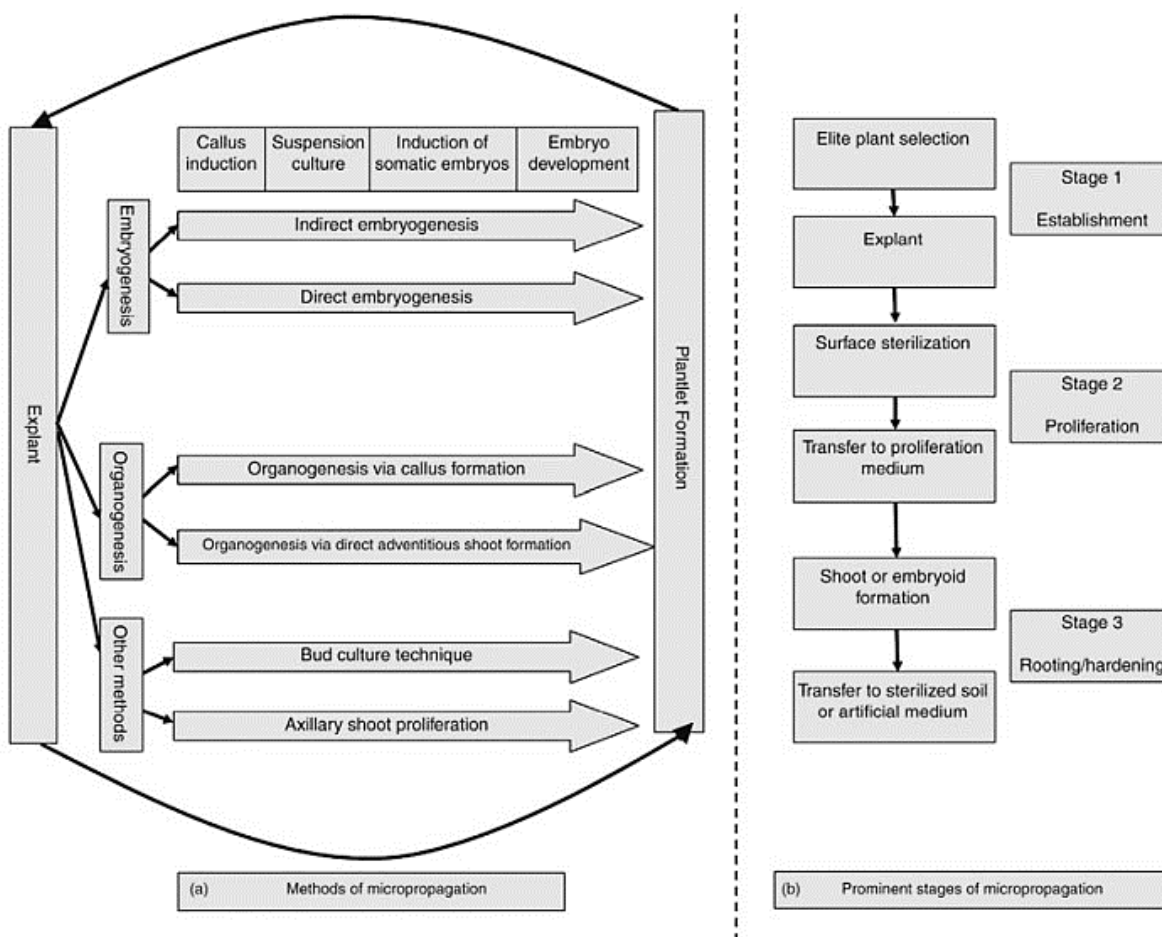 Callus
induction
Suspension
culture
Induction of
somatic embryos
Embryo
development
Explant
Embryogenesis
Indirect embryogenesis
Direct embryogenesis
Organogenesis
Organogenesis via callus formation
Organogenesis via direct adventitious shoot formation
Other methods
Bud culture technique
Axillary shoot proliferation
Plantlet Formation
(a) Methods of micropropagation
Elite plant selection
Explant
Stage 1
Establishment
Surface sterilization
Transfer to proliferation
medium
Stage 2
Proliferation
Shoot or embryoid
formation
Transfer to sterilized soil
or artificial medium
Stage 3
Rooting/hardening
(b) Prominent stages of micropropagation